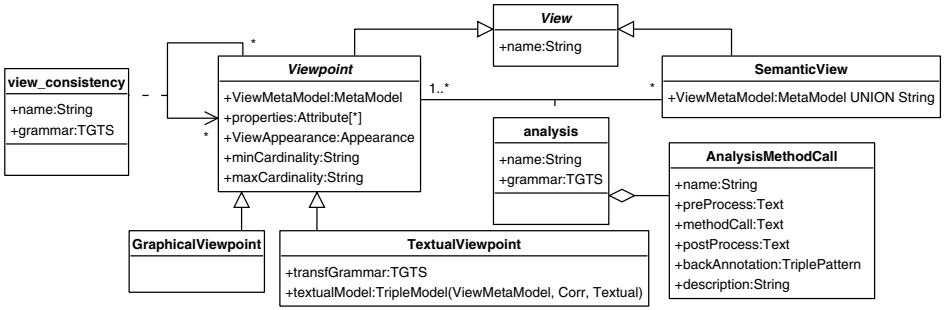 View
+name:String
*
view_consistency
+name:String
+grammar:TGTS
*
Viewpoint
+ViewMetaModel:MetaModel
+properties:Attribute[*]
+ViewAppearance:Appearance
+minCardinality:String
+maxCardinality:String
1..*
*
SemanticView
+ViewMetaModel:MetaModel UNION String
analysis
+name:String
+grammar:TGTS
AnalysisMethodCall
+name:String
+preProcess:Text
+methodCall:Text
+postProcess:Text
+backAnnotation:TriplePattern
+description:String
GraphicalViewpoint
TextualViewpoint
+transfGrammar:TGTS
+textualModel:TripleModel(ViewMetaModel, Corr, Textual)